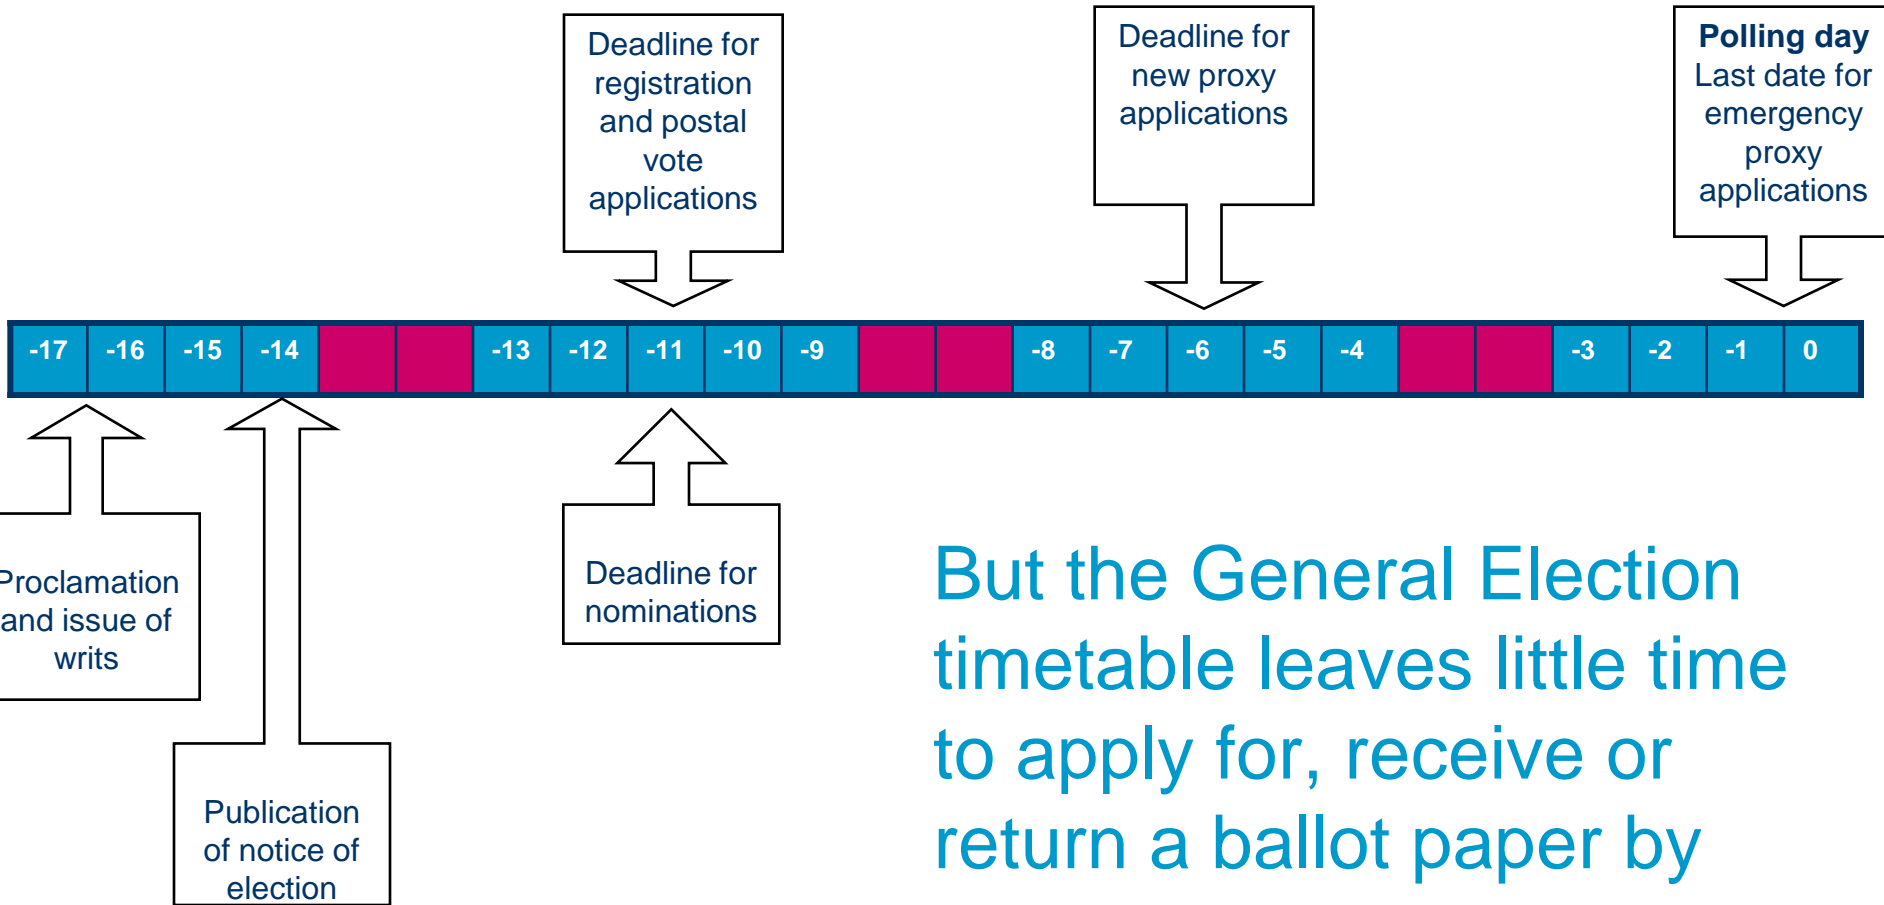 Deadline for
registration
and postal
vote
applications
Deadline for
new proxy
applications
Polling day
Last date for
emergency
proxy
applications
-17 -16 -15 -14 -13 -12 -11 -10 -9 -8 -7 -6 -5 -4 -3 -2 -1 0
Proclamation
and issue of
writs
Publication
of notice of
election
Deadline for
nominations
But the General Election
timetable leaves little time
to apply for, receive or
return a ballot paper by